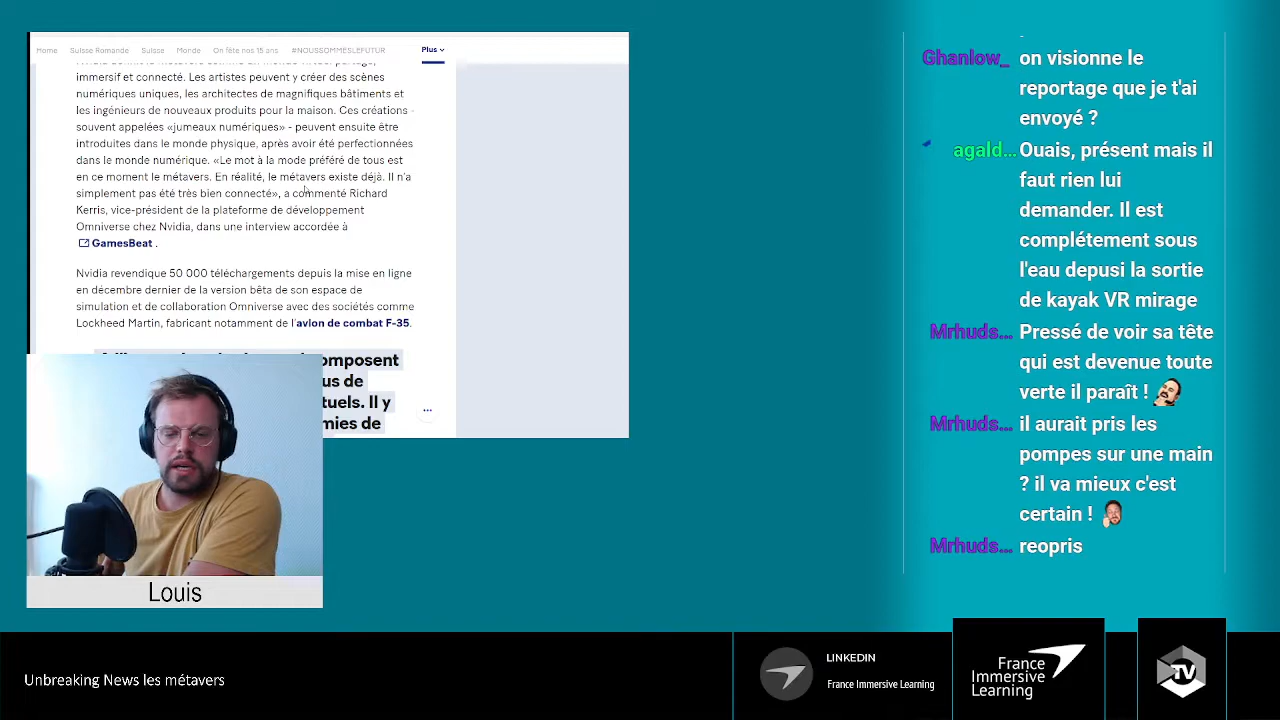 Home Suisse Romande Suisse Monde On fête nos 15 ans #NOUSSOMMESLEFUTUR Plus
immersif et connecté. Les artistes peuvent y créer des scènes
numériques uniques, les architectes de magnifiques bâtiments et
les ingénieurs de nouveaux produits pour la maison. Ces créations -
souvent appelées «jumeaux numériques» - peuvent ensuite être
introduites dans le monde physique, après avoir été perfectionnées
dans le monde numérique. «Le mot à la mode préféré de tous est
en ce moment le métavers. En réalité, le métavers existe déjà. Il n'a
simplement pas été très bien connecté», a commenté Richard
Kerris, vice-président de la plateforme de développement
Omniverse chez Nvidia, dans une interview accordée à
GamesBeat .
Nvidia revendique 50 000 téléchargements depuis la mise en ligne
en décembre dernier de la version bêta de son espace de
simulation et de collaboration Omniverse avec des sociétés comme
Lockheed Martin, fabricant notamment de l'avion de combat F-35.
omposent
us de
tuels. Il y
mies de
Louis
Ghanlow_ on visionne le
reportage que je t'ai
envoyé ?
agald... Ouais, présent mais il
faut rien lui
demander. Il est
complétement sous
l'eau depusi la sortie
de kayak VR mirage
Mrhuds... Pressé de voir sa tête
qui est devenue toute
verte il paraît !
Mrhuds... il aurait pris les
pompes sur une main
? il va mieux c'est
certain !
Mrhuds... reopris
Unbreaking News les métavers
LINKEDIN
France Immersive Learning
France
Immersive
Learning
TV